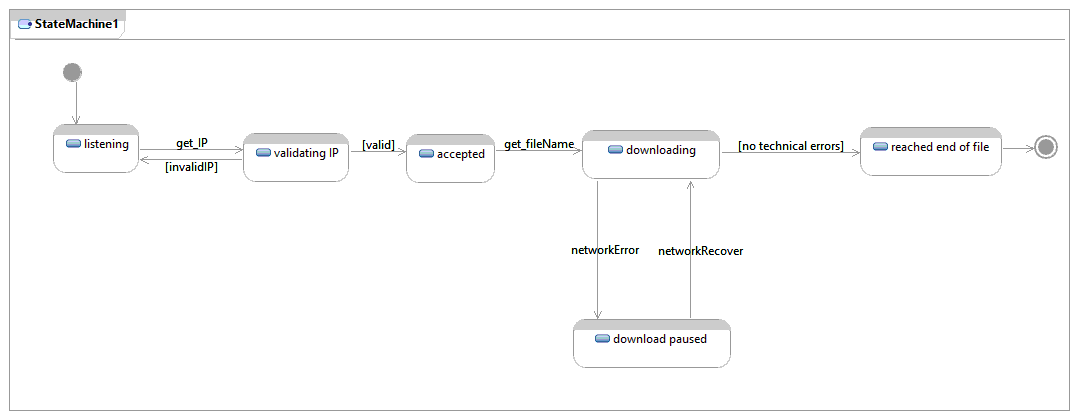 StateMachine1
listening
get_IP
[invalidIP]
validating IP
[valid]
accepted
get_fileName
downloading
[no technical errors]
reached end of file
networkError
networkRecover
download paused